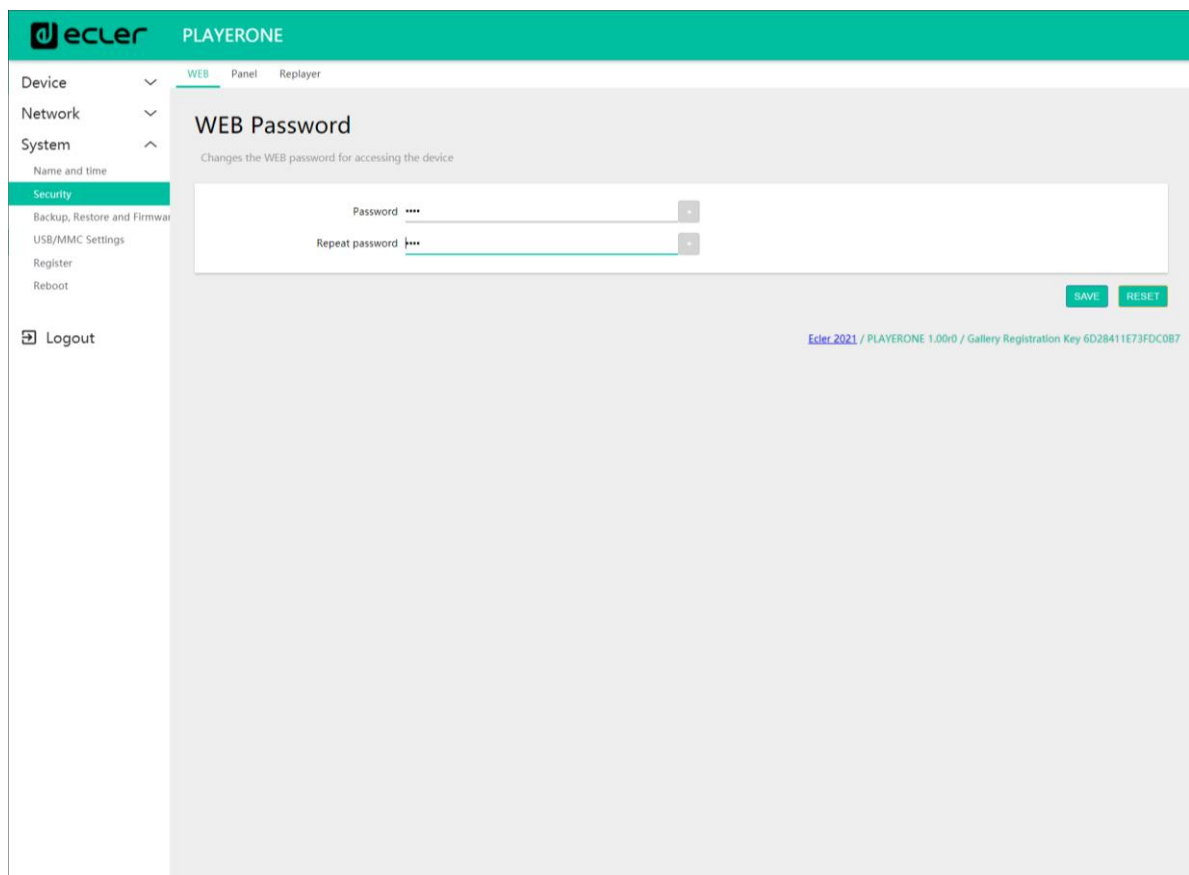 ecler PLAYERONE
Device
Network
System
Name and time
Security
Backup, Restore and Firmwar
USB/MMC Settings
Register
Reboot
Logout
WEB Panel Replayer
WEB Password
Changes the WEB password for accessing the device
Password ••••
Repeat password ••••
SAVE RESET
Ecler 2021 / PLAYERONE 1.00r0 / Gallery Registration Key 6D28411E73FDC0B7